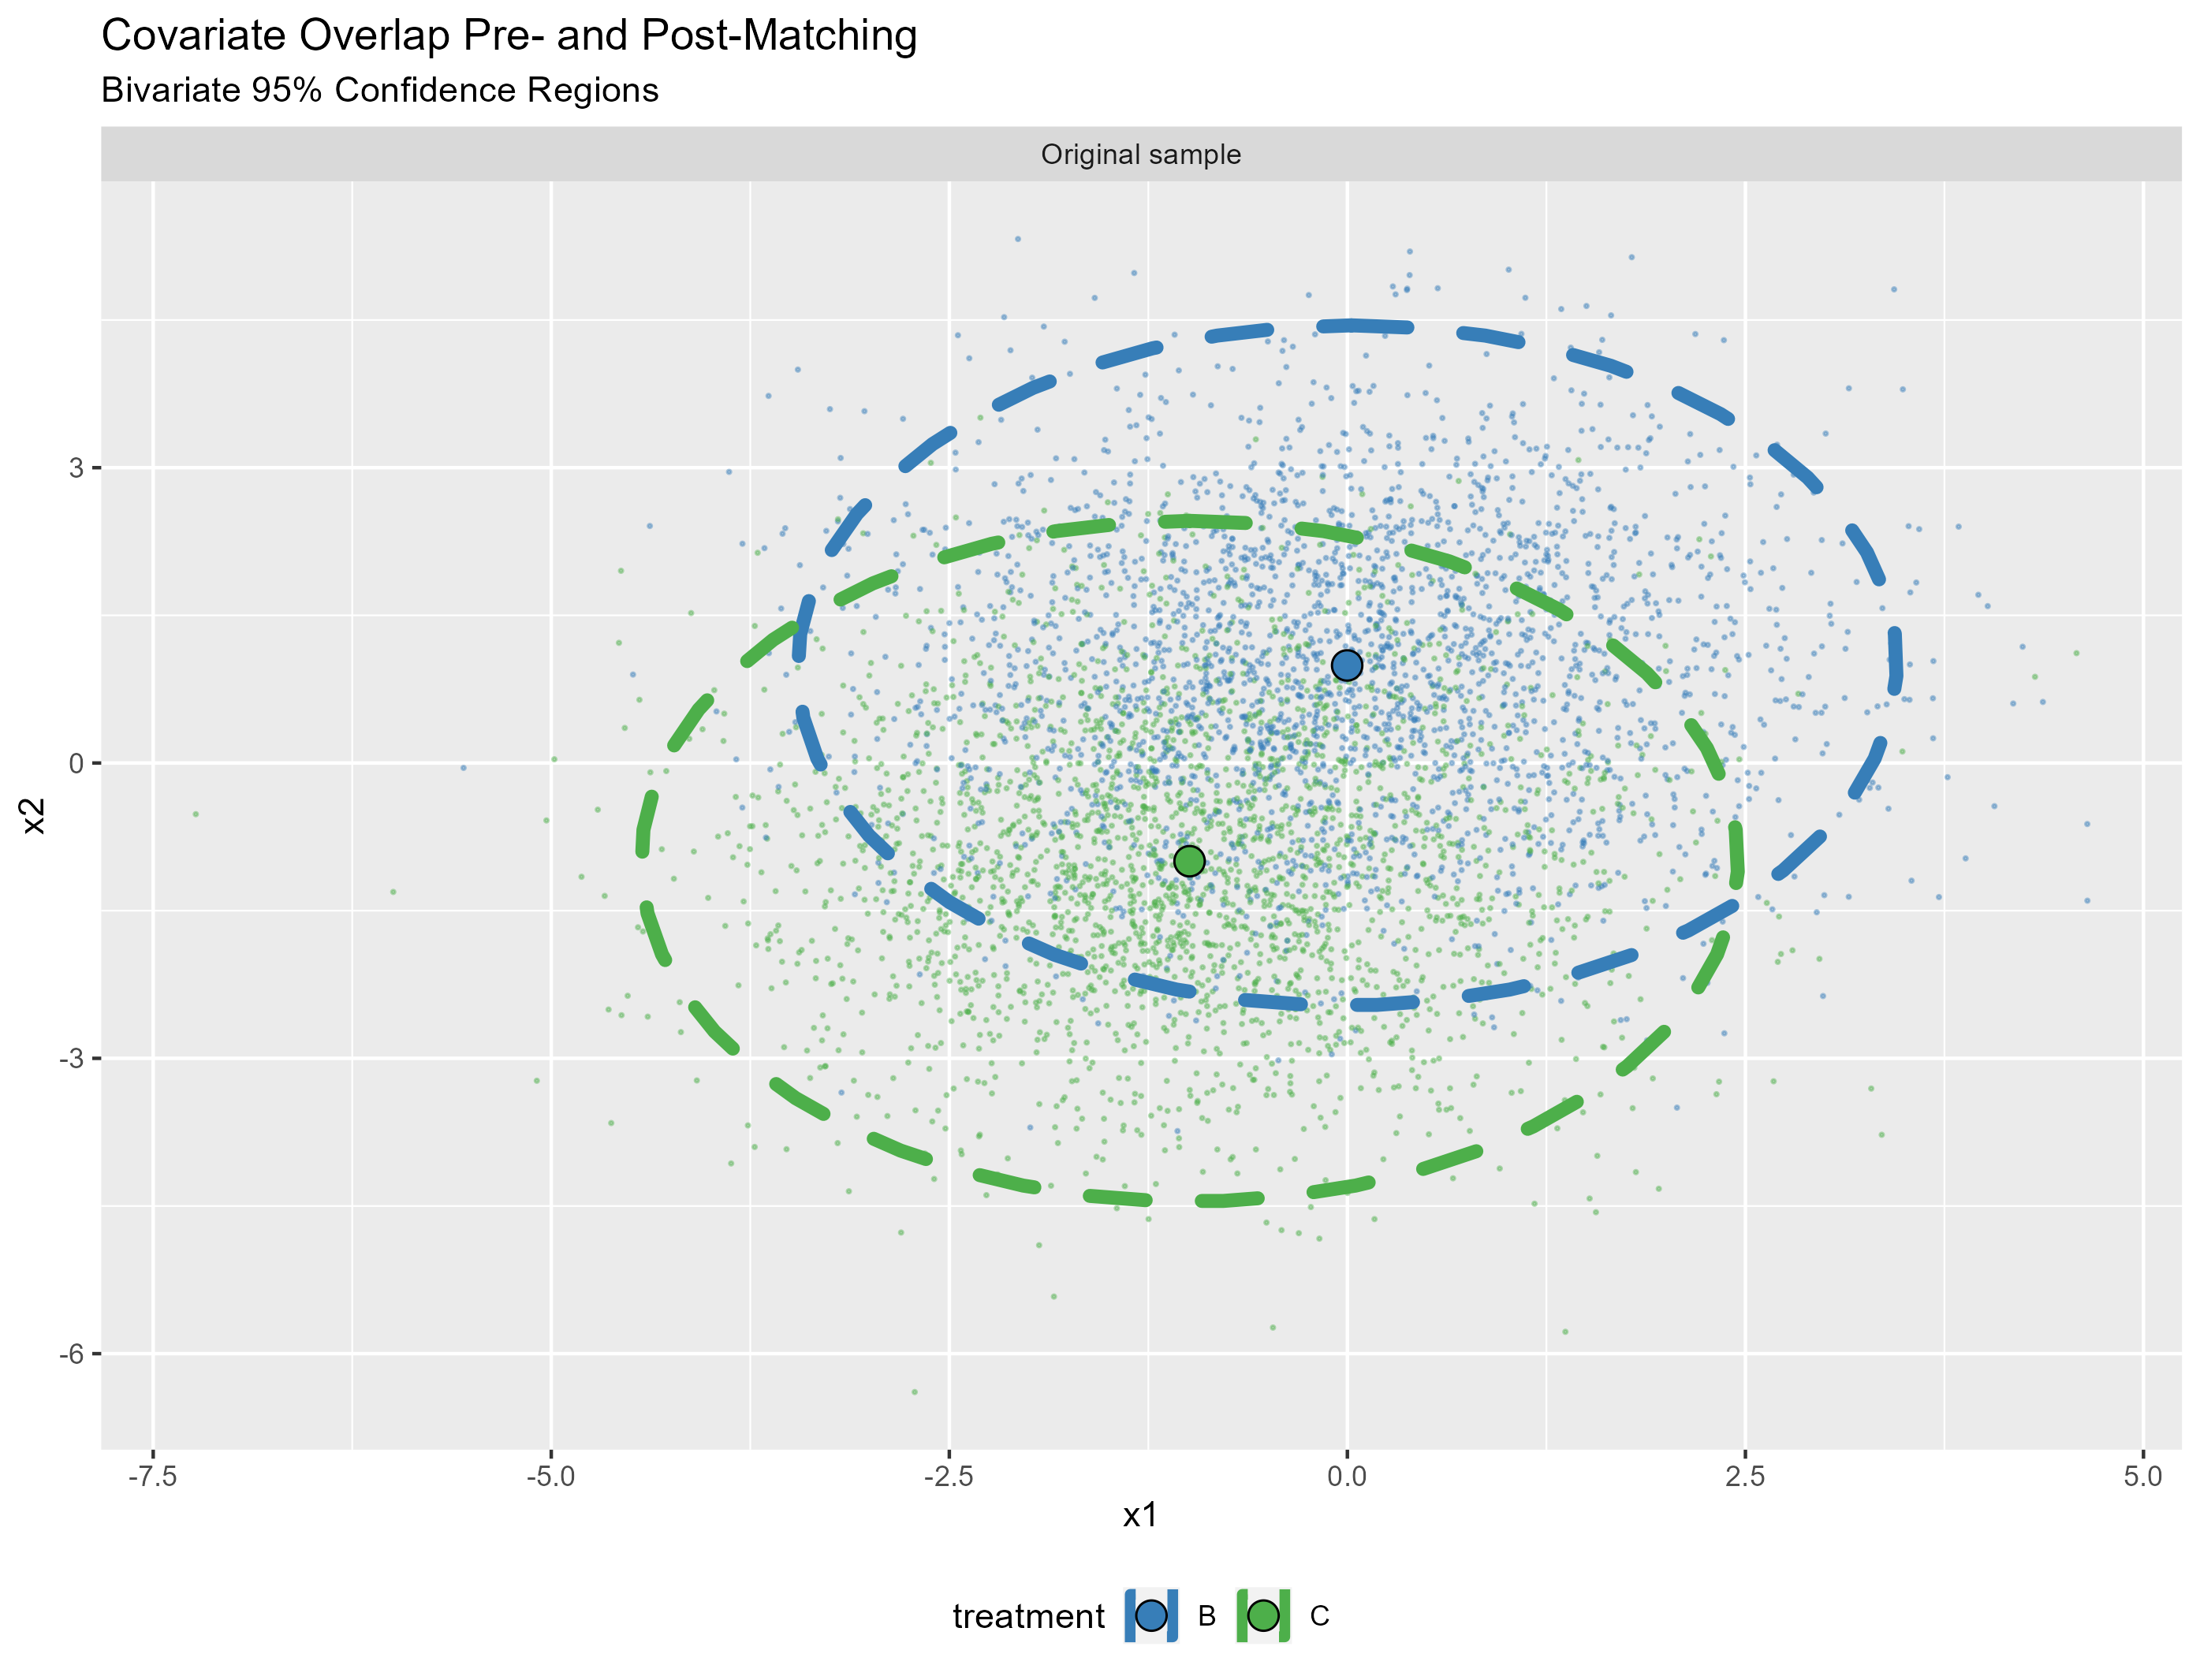 Covariate Overlap Pre- and Post-Matching
Bivariate 95% Confidence Regions
Original sample
x2
3
0
-3
-6
-7.5 -5.0 -2.5 0.0 2.5 5.0
x1
treatment B C